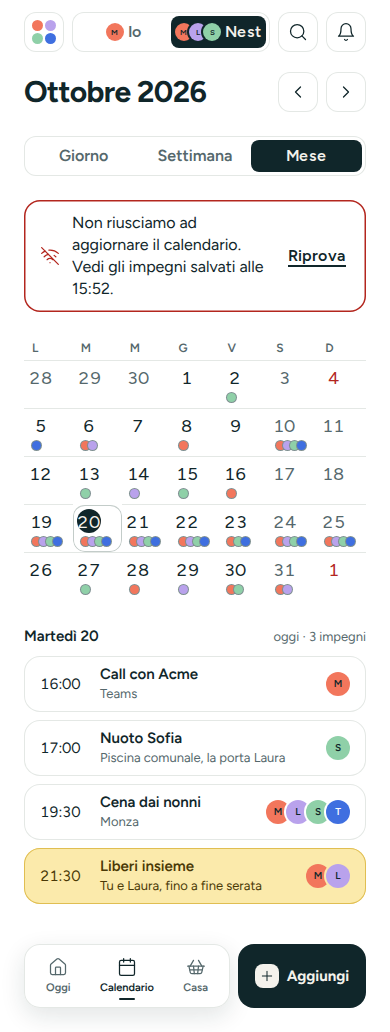 M Io M L S Nest
Ottobre 2026
Giorno Settimana Mese
Non riusciamo ad
aggiornare il calendario.
Vedi gli impegni salvati alle
15:52.
Riprova
L M M G V S D
28 29 30 1 2 3 4
5 6 7 8 9 10 11
12 13 14 15 16 17 18
19 20 21 22 23 24 25
26 27 28 29 30 31 1
Martedì 20 oggi · 3 impegni
16:00 Call con Acme M
Teams
17:00 Nuoto Sofia S
Piscina comunale, la porta Laura
19:30 Cena dai nonni M L S T
Monza
21:30 Liberi insieme M L
Tu e Laura, fino a fine serata
Oggi Calendario Casa Aggiungi